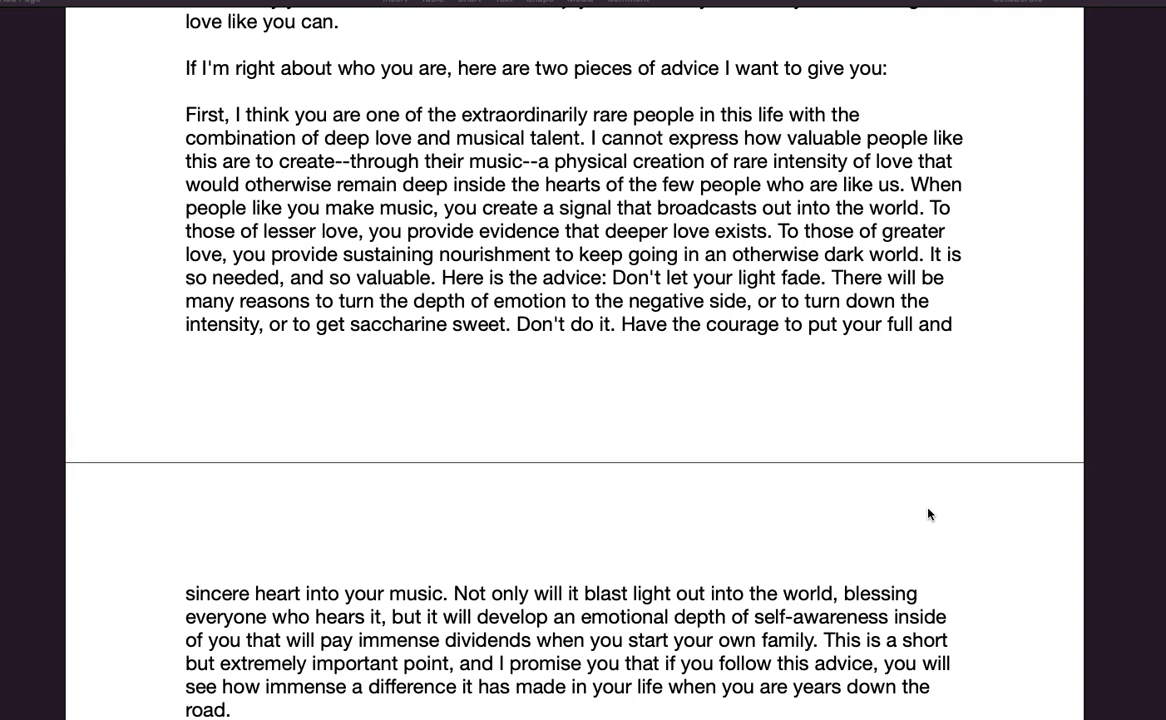 love like you can.
If I'm right about who you are, here are two pieces of advice I want to give you:
First, I think you are one of the extraordinarily rare people in this life with the
combination of deep love and musical talent. I cannot express how valuable people like
this are to create--through their music--a physical creation of rare intensity of love that
would otherwise remain deep inside the hearts of the few people who are like us. When
people like you make music, you create a signal that broadcasts out into the world. To
those of lesser love, you provide evidence that deeper love exists. To those of greater
love, you provide sustaining nourishment to keep going in an otherwise dark world. It is
so needed, and so valuable. Here is the advice: Don't let your light fade. There will be
many reasons to turn the depth of emotion to the negative side, or to turn down the
intensity, or to get saccharine sweet. Don't do it. Have the courage to put your full and
sincere heart into your music. Not only will it blast light out into the world, blessing
everyone who hears it, but it will develop an emotional depth of self-awareness inside
of you that will pay immense dividends when you start your own family. This is a short
but extremely important point, and I promise you that if you follow this advice, you will
see how immense a difference it has made in your life when you are years down the
road.